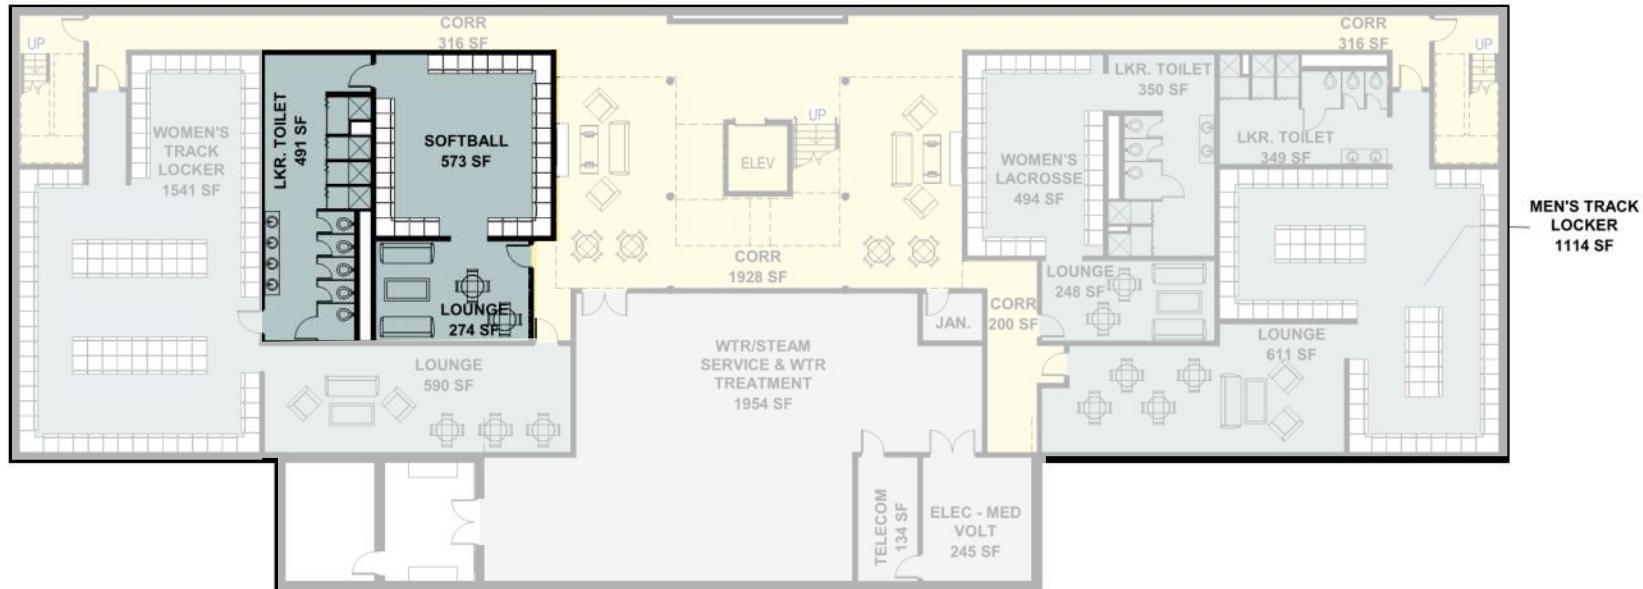 CORR
316 SF
CORR
316 SF
UP
UP
LKR. TOILET
491 SF
SOFTBALL
573 SF
WOMEN'S
TRACK
LOCKER
1541 SF
UP
ELEV
LKR. TOILET
350 SF
LKR. TOILET
349 SF
WOMEN'S
LACROSSE
494 SF
MEN'S TRACK
LOCKER
1114 SF
CORR
1928 SF
LOUNGE
274 SF
LOUNGE
248 SF
CORR
200 SF
JAN.
LOUNGE
611 SF
LOUNGE
590 SF
WTR/STEAM
SERVICE & WTR
TREATMENT
1954 SF
TELECOM
134 SF
ELEC - MED
VOLT
245 SF